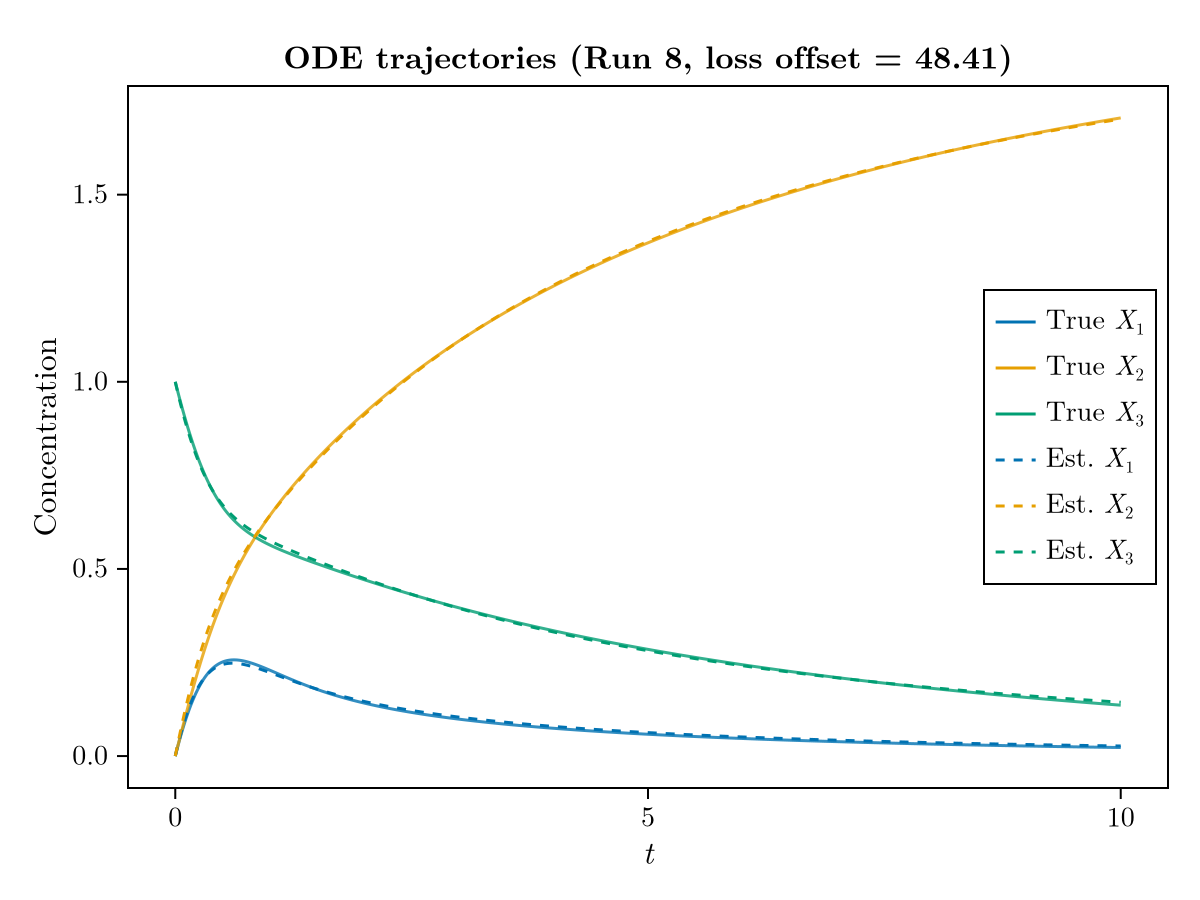 ODE trajectories (Run 8, loss offset = 48.41)
Concentration
1.5
1.0
0.5
0.0
True X₁
True X₂
True X₃
Est. X₁
Est. X₂
Est. X₃
0 5 10
t